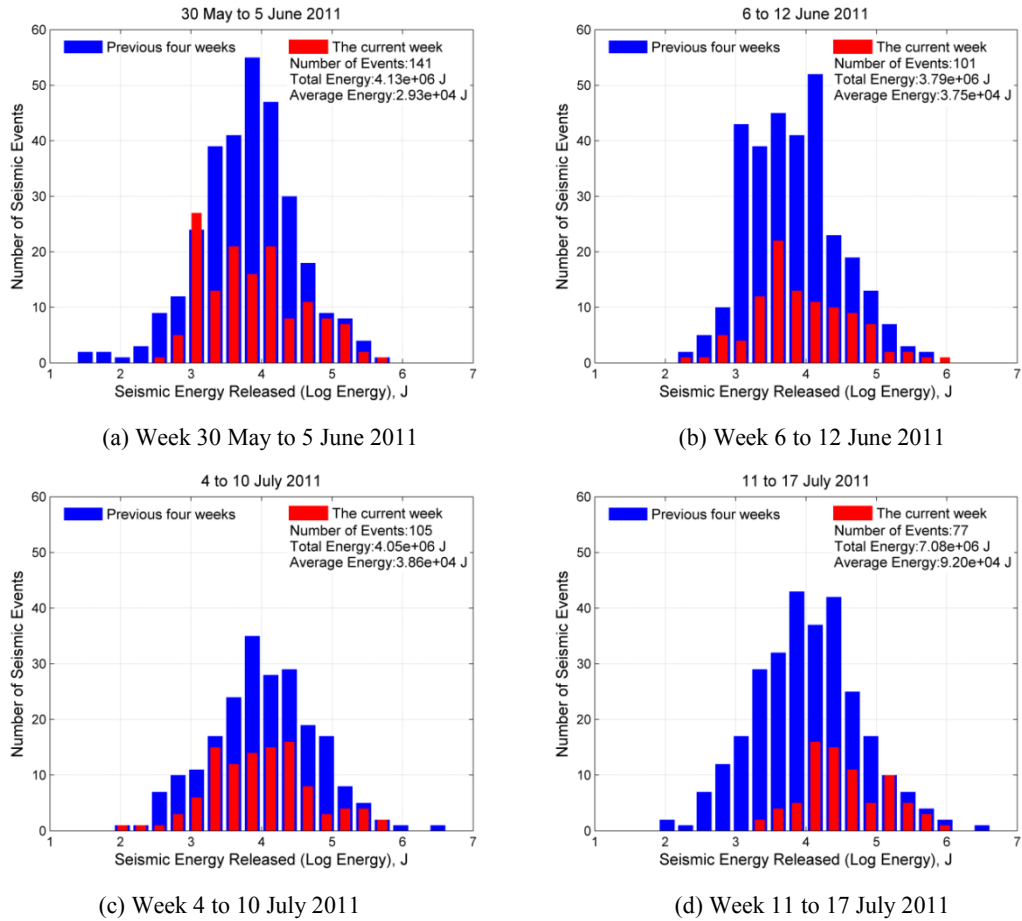 30 May to 5 June 2011
60
50
40
30
20
10
0
Number of Seismic Events
Previous four weeks
The current week
Number of Events:141
Total Energy:4.13e+06 J
Average Energy:2.93e+04 J
1 2 3 4 5 6 7
Seismic Energy Released (Log Energy), J
(a) Week 30 May to 5 June 2011
6 to 12 June 2011
60
50
40
30
20
10
0
Number of Seismic Events
Previous four weeks
The current week
Number of Events:101
Total Energy:3.79e+06 J
Average Energy:3.75e+04 J
1 2 3 4 5 6 7
Seismic Energy Released (Log Energy), J
(b) Week 6 to 12 June 2011
4 to 10 July 2011
60
50
40
30
20
10
0
Number of Seismic Events
Previous four weeks
The current week
Number of Events:105
Total Energy:4.05e+06 J
Average Energy:3.86e+04 J
1 2 3 4 5 6 7
Seismic Energy Released (Log Energy), J
(c) Week 4 to 10 July 2011
11 to 17 July 2011
60
50
40
30
20
10
0
Number of Seismic Events
Previous four weeks
The current week
Number of Events:77
Total Energy:7.08e+06 J
Average Energy:9.20e+04 J
1 2 3 4 5 6 7
Seismic Energy Released (Log Energy), J
(d) Week 11 to 17 July 2011